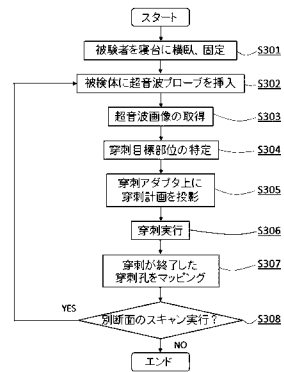 スタート
被験者を寝台に横臥、固定
S301
被検体に超音波プローブを挿入
S302
超音波画像の取得
S303
穿刺目標部位の特定
S304
穿刺アダプタ上に
穿刺計画を投影
S305
穿刺実行
S306
穿刺が終了した
穿刺孔をマッピング
S307
YES
別断面のスキャン実行？
S308
NO
エンド